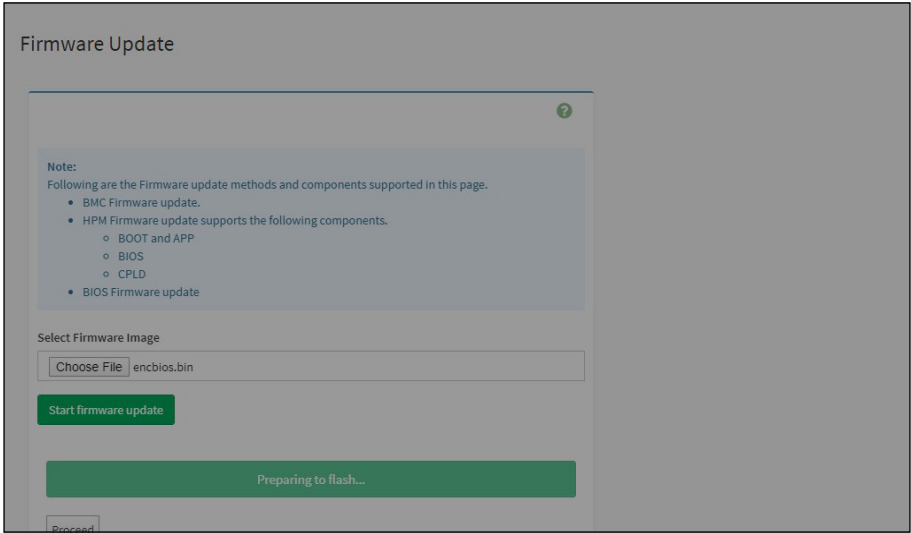 Firmware Update
Note:
Following are the Firmware update methods and components supported in this page.
BMC Firmware update.
HPM Firmware update supports the following components.
BOOT and APP
BIOS
CPLD
BIOS Firmware update
Select Firmware Image
Choose File encbios.bin
Start firmware update
Preparing to flash...
Proceed